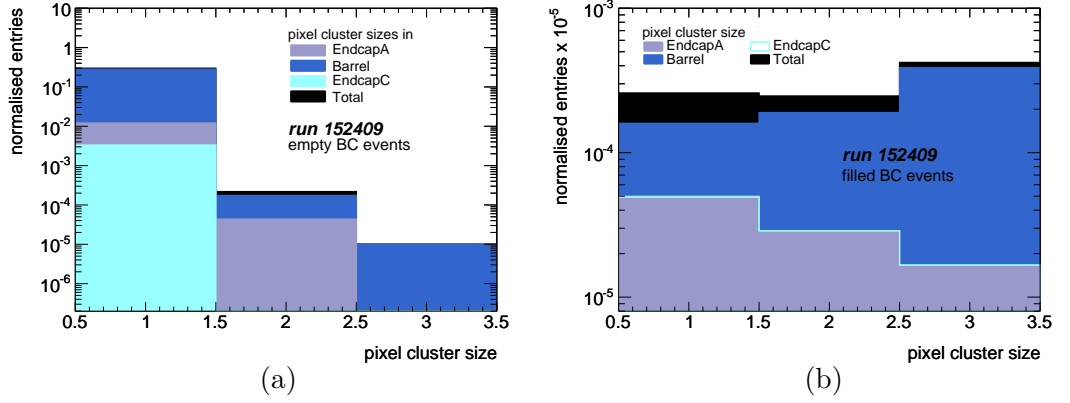 normalised entries
1
10-1
10-2
10-3
10-4
10-5
10-6
pixel cluster sizes in
EndcapA
Barrel
EndcapC
Total
run 152409
empty BC events
0.5 1 1.5 2 2.5 3 3.5
pixel cluster size
(a)
normalised entries x 10-5
10-3
10-4
10-5
pixel cluster size
EndcapA EndcapC
Barrel Total
run 152409
filled BC events
0.5 1 1.5 2 2.5 3 3.5
pixel cluster size
(b)